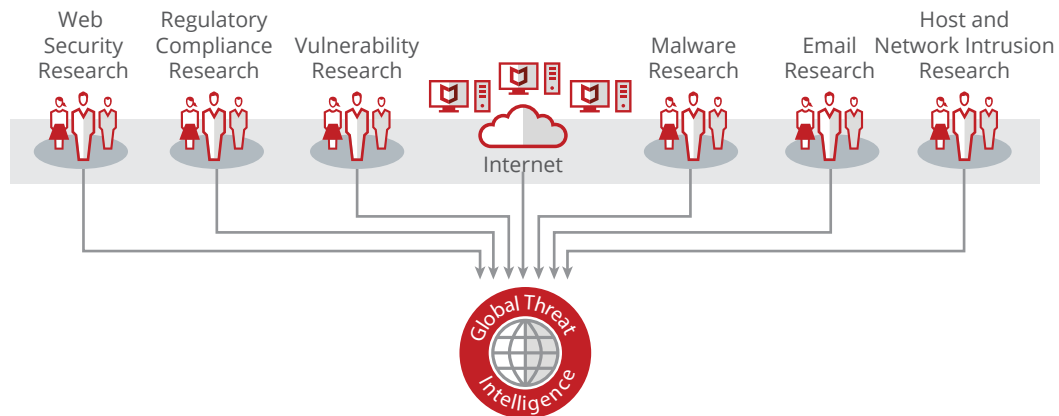 Web
Security
Research
Regulatory
Compliance
Research
Vulnerability
Research
Internet
Malware
Research
Email
Research
Host and
Network Intrusion
Research
Global Threat
Intelligence